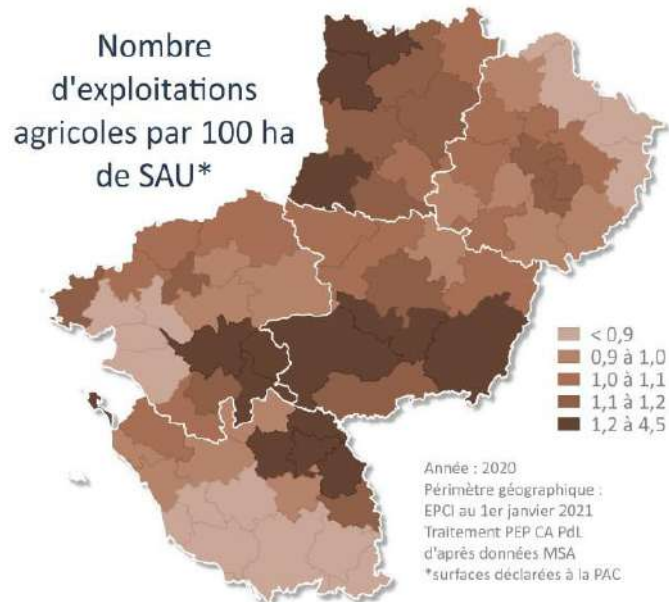 Nombre
d'exploitations
agricoles par 100 ha
de SAU*
< 0,9
0,9 à 1,0
1,0 à 1,1
1,1 à 1,2
1,2 à 4,5
Année : 2020
Périmètre géographique :
EPCI au 1er janvier 2021
Traitement PEP CA PdL
d'après données MSA
*surfaces déclarées à la PAC